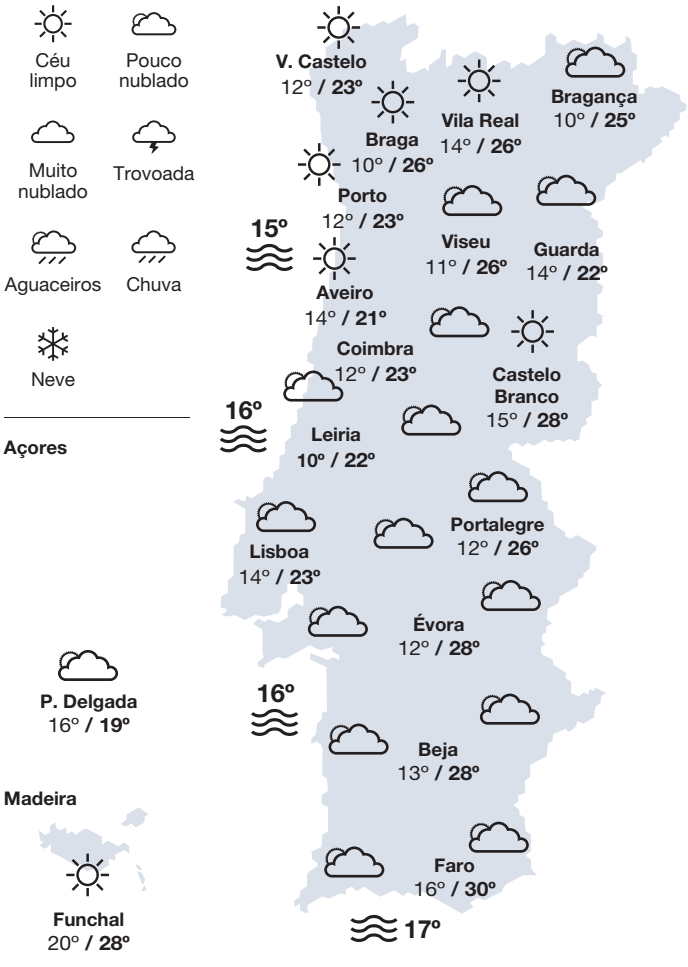 Céu
limpo
Pouco
nublado
Muito
nublado
Trovoada
Aguaceiros
Chuva
Neve
Açores
P. Delgada
16º / 19º
Madeira
Funchal
20º / 28º
V. Castelo
12º / 23º
Braga
10º / 26º
Vila Real
14º / 26º
Bragança
10º / 25º
Porto
12º / 23º
15º
Viseu
11º / 26º
Guarda
14º / 22º
Aveiro
14º / 21º
Coimbra
12º / 23º
Castelo
Branco
15º / 28º
16º
Leiria
10º / 22º
Portalegre
12º / 26º
Lisboa
14º / 23º
Évora
12º / 28º
16º
Beja
13º / 28º
Faro
16º / 30º
17º